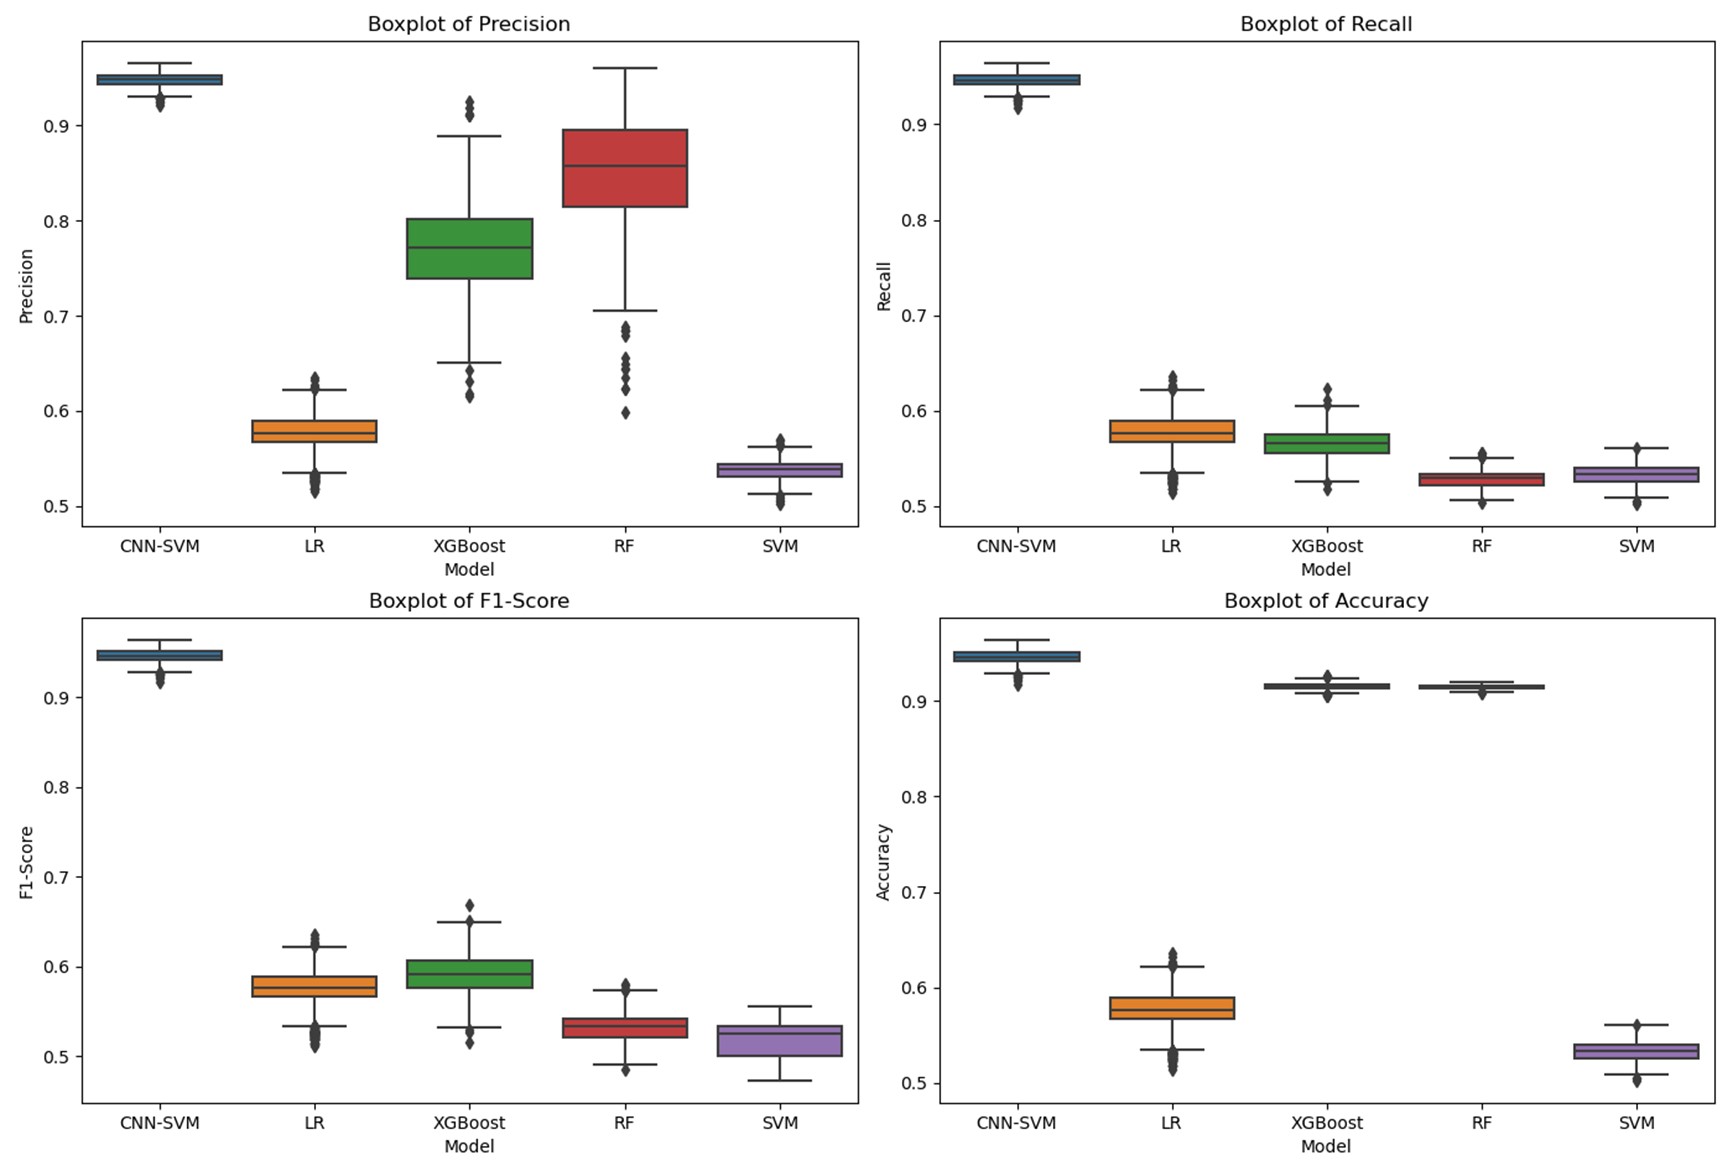 Boxplot of Precision
Precision
0.9
0.8
0.7
0.6
0.5
CNN-SVM LR XGBoost RF SVM
Model
Boxplot of Recall
Recall
0.9
0.8
0.7
0.6
0.5
CNN-SVM LR XGBoost RF SVM
Model
Boxplot of F1-Score
F1-Score
0.9
0.8
0.7
0.6
0.5
CNN-SVM LR XGBoost RF SVM
Model
Boxplot of Accuracy
Accuracy
0.9
0.8
0.7
0.6
0.5
CNN-SVM LR XGBoost RF SVM
Model